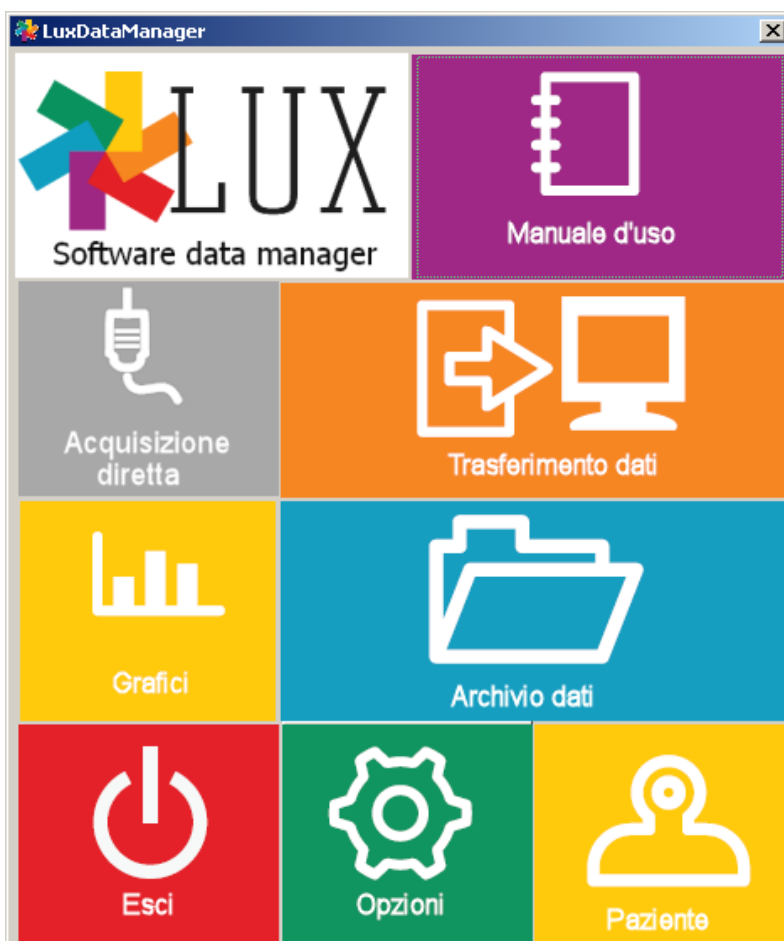 LuxDataManager
LUX
Software data manager
Manuale d'uso
Acquisizione
diretta
Trasferimento dati
Grafici
Archivio dati
Esci
Opzioni
Paziente